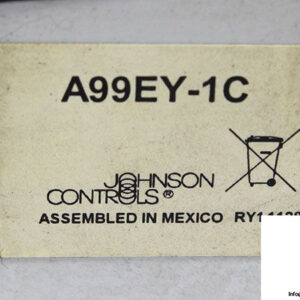 A99EY-1C
JOHNSON
CONTROLS
ASSEMBLED IN MEXICO